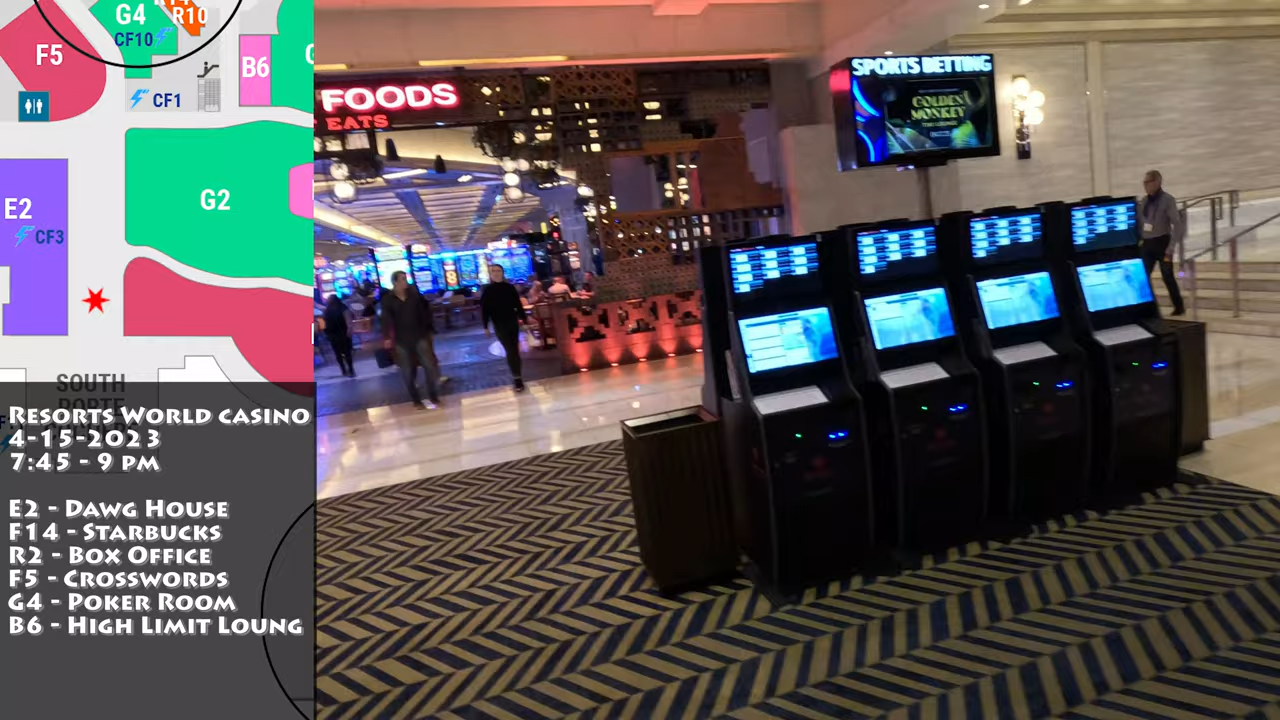 G4
R14
R10
CF10
F5
B6
CF1
G2
E2
CF3
SOUTH
PORTE
Resorts World casino
4-15-2023
7:45 - 9 pm
E2 - Dawg House
F14 - Starbucks
R2 - Box Office
F5 - Crosswords
G4 - Poker Room
B6 - High Limit Loung
FOODS
EATS
SPORTS BETTING
GOLDEN
MONKEY